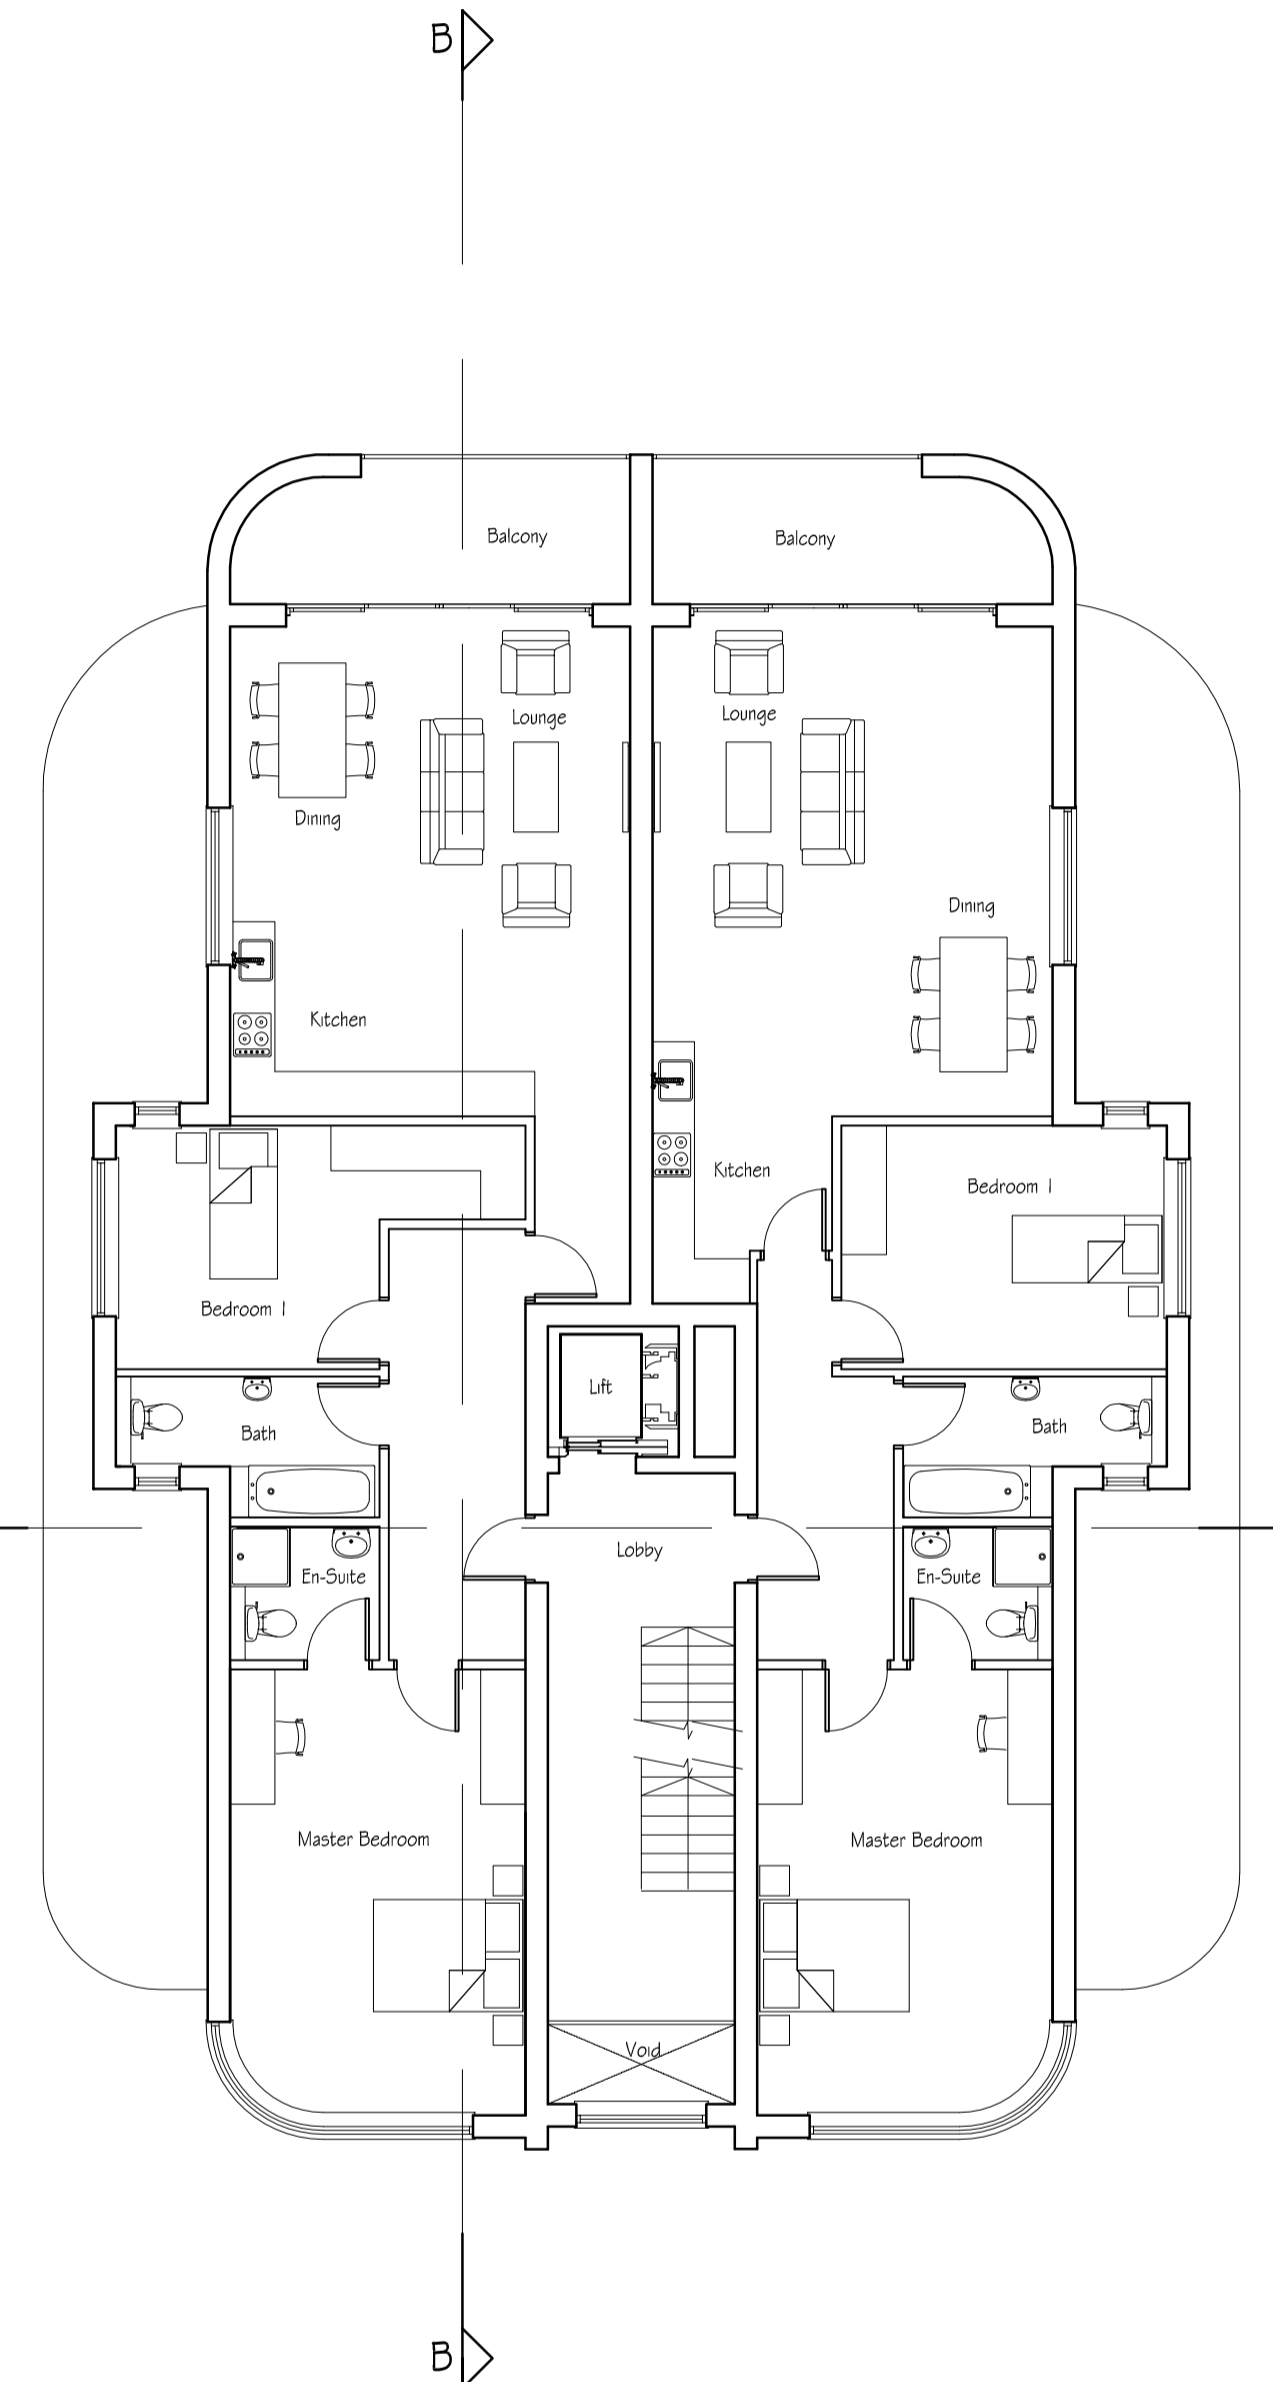 B
Balcony
Balcony
Lounge
Lounge
Dining
Dining
Kitchen
Kitchen
Bedroom 1
Bedroom 1
Lift
Bath
Bath
Lobby
En-Suite
En-Suite
Master Bedroom
Master Bedroom
Void
B